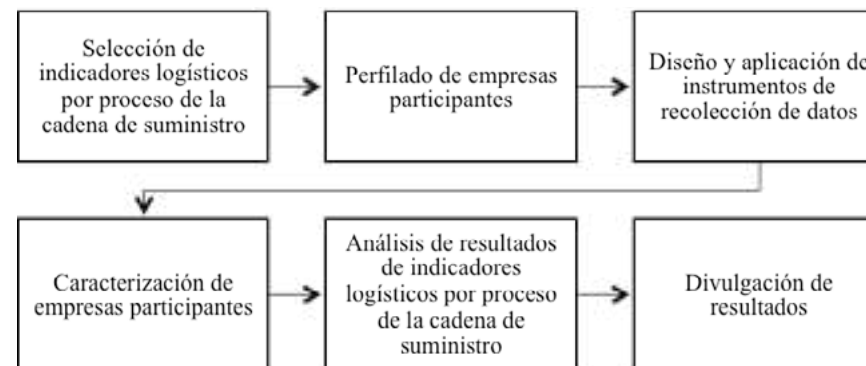 Selección de
indicadores logísticos
por proceso de la
cadena de suministro
Perfilado de empresas
participantes
Diseño y aplicación de
instrumentos de
recolección de datos
Caracterización de
empresas participantes
Análisis de resultados
de indicadores
logísticos por proceso
de la cadena de
suministro
Divulgación de
resultados